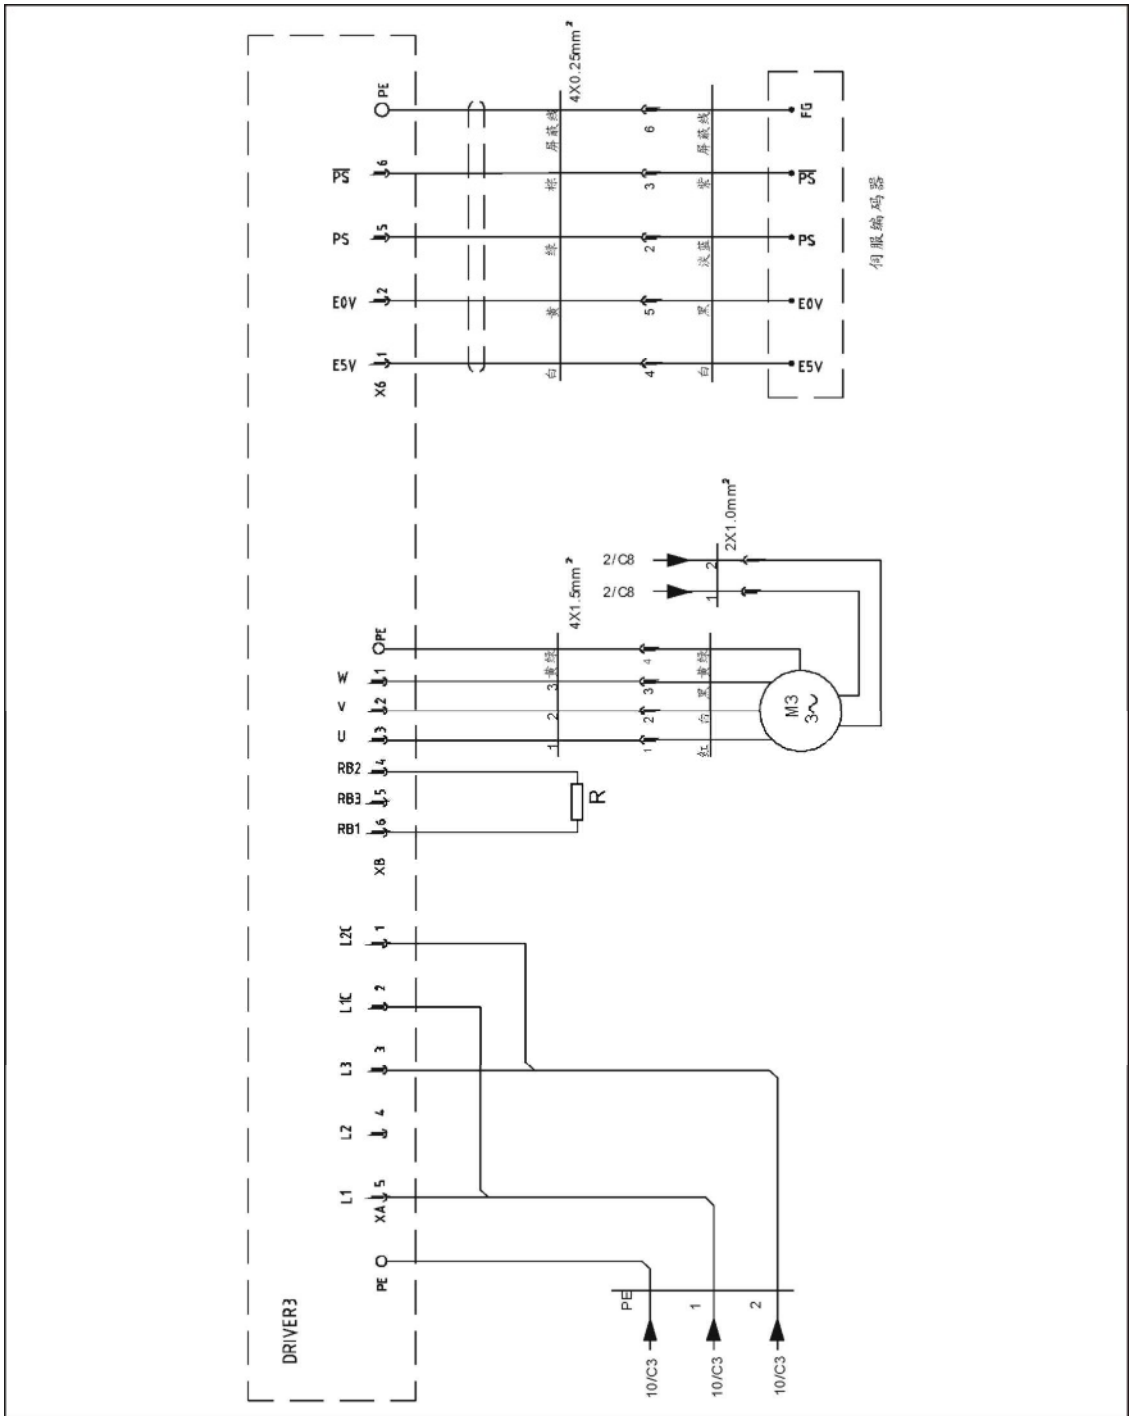 4X0.25mm²
PE
屏蔽线
6
屏蔽线
FG
PS
6
棕
3
紫
PS
PS
5
绿
2
淡蓝
PS
伺服编码器
E0V
2
黄
5
黑
E0V
E5V
1
白
4
白
E5V
X6
4X1.5mm²
2X1.0mm²
2/C8
2
2/C8
1
PE
黄绿
4
黄绿
W
1
3
3
黑
V
2
2
2
白
U
3
1
1
红
M3
3~
RB2
4
RB3
5
R
RB1
6
XB
L2C
1
L1C
2
L3
3
L2
4
L1
5
XA
PE
PE
1
2
DRIVER3
10/C3
10/C3
10/C3